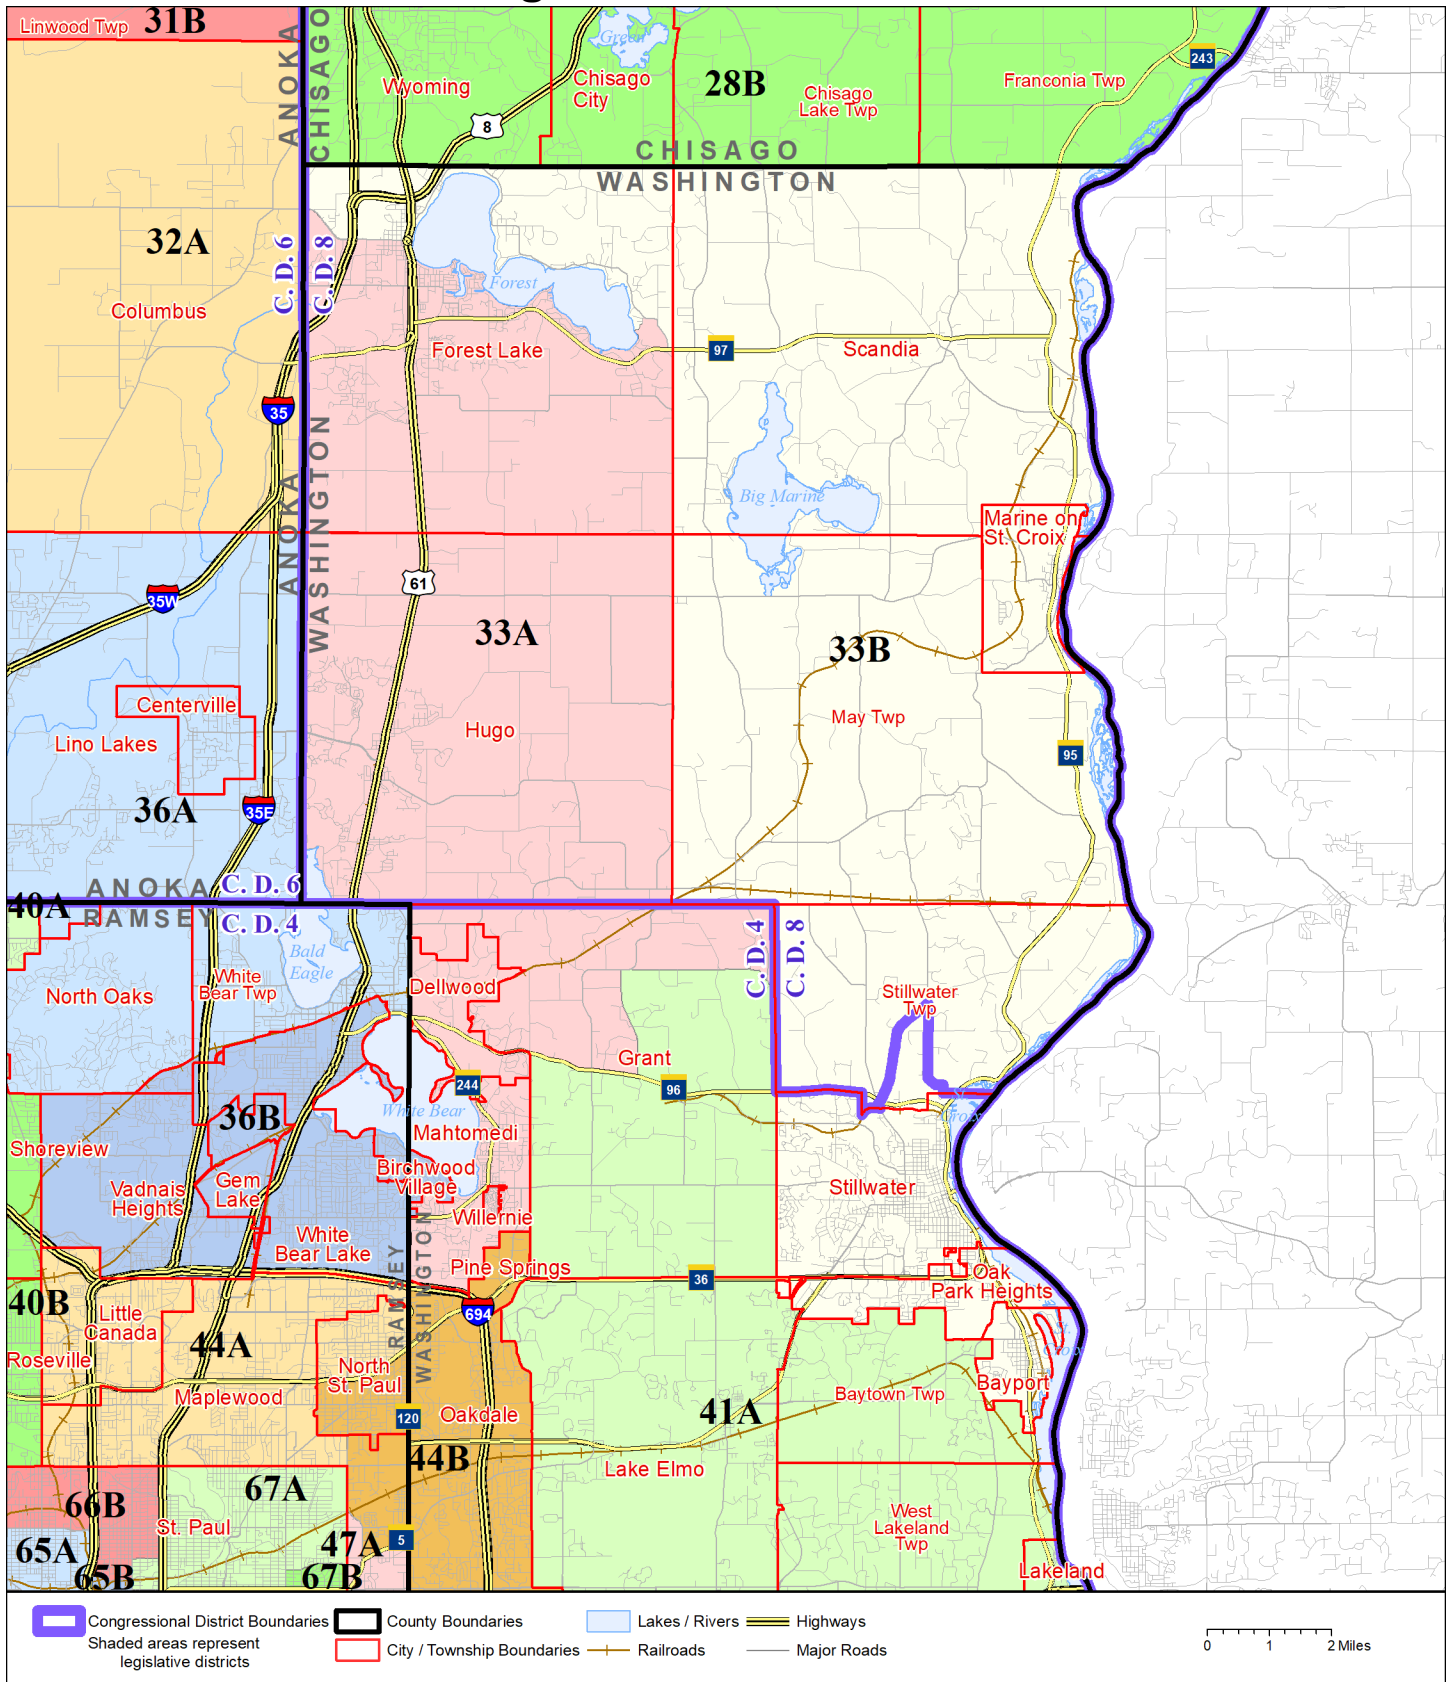 Linwood Twp
31B
ANOKA
CHISAGO
Wyoming
8
Chisago
City
Green
28B
Chisago
Lake Twp
Franconia Twp
243
CHISAGO
WASHINGTON
32A
Columbus
C. D. 6
C. D. 8
Forest
Forest Lake
97
Scandia
35
ANOKA
WASHINGTON
Big Marine
Marine on
St. Croix
35W
61
33A
33B
Centerville
Lino Lakes
Hugo
May Twp
95
36A
35E
ANOKA
C. D. 6
40A
RAMSEY
C. D. 4
C. D. 4
C. D. 8
Bald
Eagle
North Oaks
White
Bear Twp
Dellwood
Stillwater
Twp
Grant
244
96
White Bear
36B
Mahtomedi
Shoreview
Birchwood
Village
Gem
Lake
Vadnais
Heights
Stillwater
Willernie
White
Bear Lake
RAMSEY
WASHINGTON
Pine Springs
36
Oak
Park Heights
40B
Little
Canada
694
44A
Roseville
North
St. Paul
Maplewood
Baytown Twp
Bayport
120
Oakdale
41A
44B
Lake Elmo
67A
66B
St. Paul
West
Lakeland
Twp
65A
47A
5
65B
67B
Lakeland
Congressional District Boundaries
County Boundaries
Lakes / Rivers
Highways
Shaded areas represent
legislative districts
City / Township Boundaries
Railroads
Major Roads
0 1 2 Miles